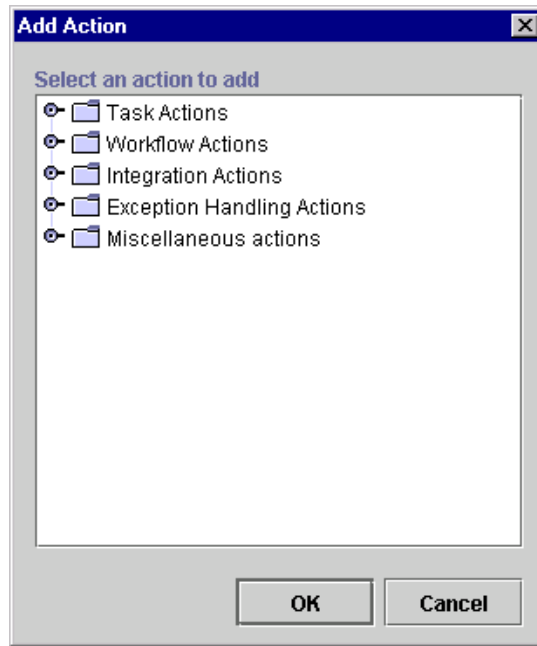 Add Action
Select an action to add
Task Actions
Workflow Actions
Integration Actions
Exception Handling Actions
Miscellaneous actions
OK
Cancel